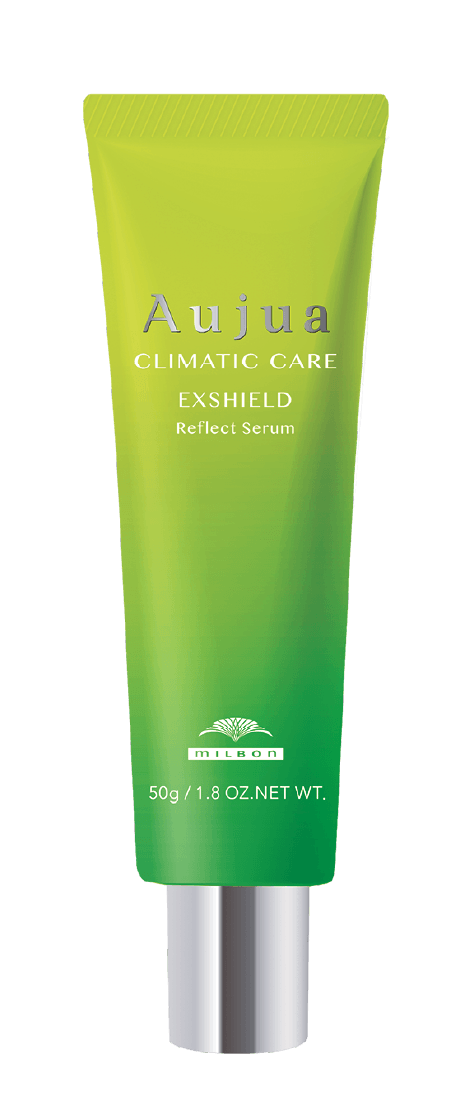 Aujua
CLIMATIC CARE
EXSHIELD
Reflect Serum
MILBON
50g / 1.8 OZ.NET WT.